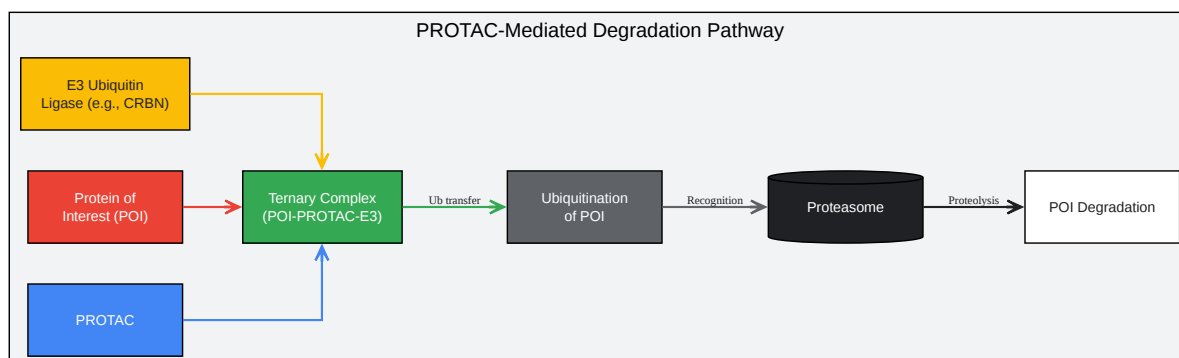 PROTAC-Mediated Degradation Pathway
E3 Ubiquitin
Ligase (e.g., CRBN)
Protein of
Interest (POI)
PROTAC
Ternary Complex
(POI-PROTAC-E3)
Ub transfer
Ubiquitination
of POI
Recognition
Proteasome
Proteolysis
POI Degradation